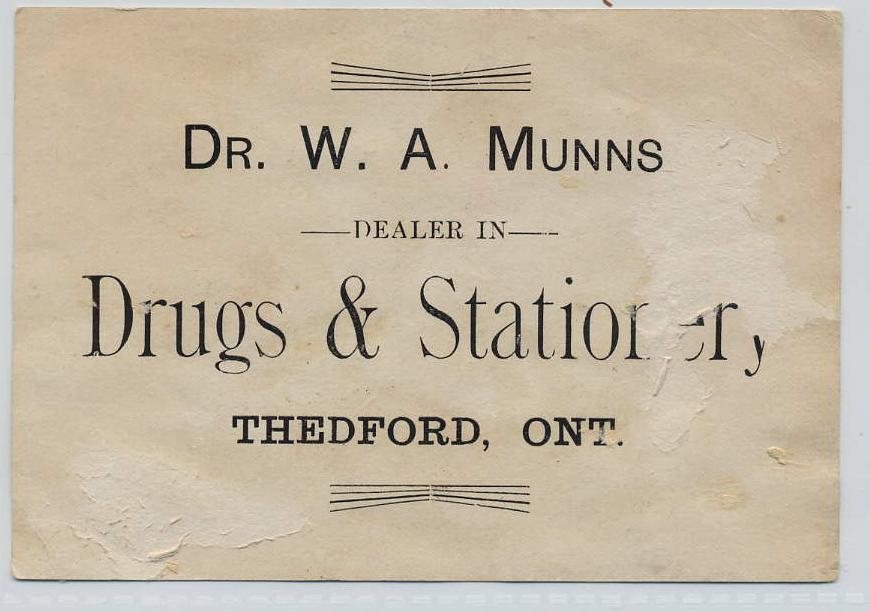 DR. W. A. MUNNS
DEALER IN
Drugs & Stationery
THEDFORD, ONT.